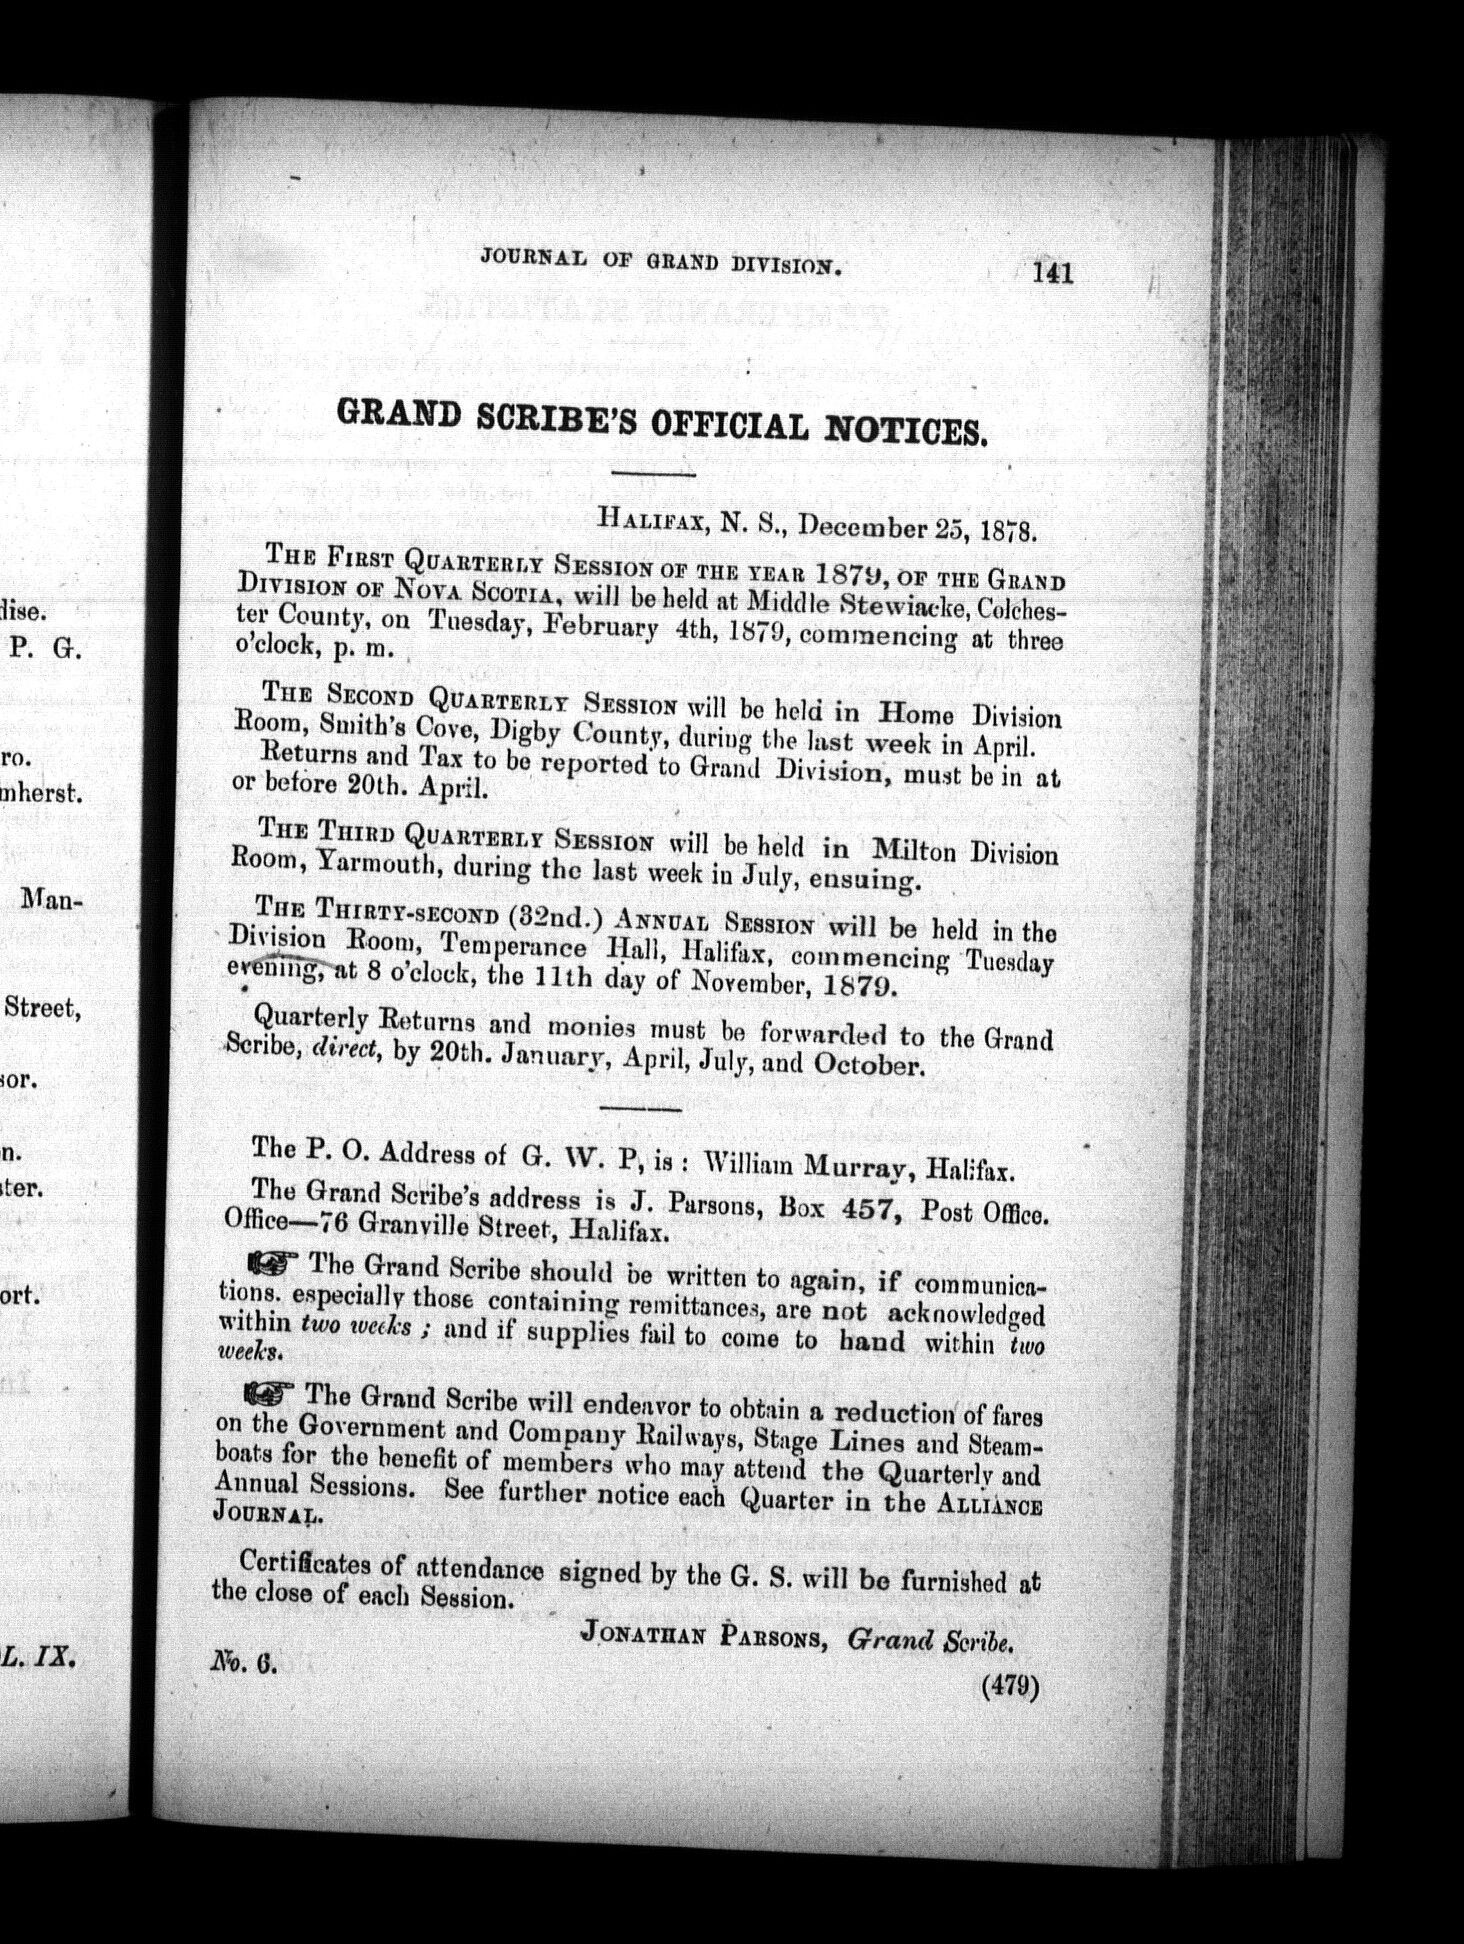 JOURNAL OF GRAND DIVISION. 141
GRAND SCRIBE'S OFFICIAL NOTICES.
HALIFAX, N. S., December 25, 1878.
THE FIRST QUARTERLY SESSION OF THE YEAR 1879, OF THE GRAND
DIVISION OF NOVA SCOTIA, will be held at Middle Stewiacke, Colches-
ter County, on Tuesday, February 4th, 1879, commencing at three
o'clock, p. m.
THE SECOND QUARTERLY SESSION will be held in Home Division
Room, Smith's Cove, Digby County, during the last week in April.
Returns and Tax to be reported to Grand Division, must be in at
or before 20th. April.
THE THIRD QUARTERLY SESSION will be held in Milton Division
Room, Yarmouth, during the last week in July, ensuing.
THE THIRTY-SECOND (32nd.) ANNUAL SESSION will be held in the
Division Room, Temperance Hall, Halifax, commencing Tuesday
evening, at 8 o'clock, the 11th day of November, 1879.
Quarterly Returns and monies must be forwarded to the Grand
Scribe, direct, by 20th. January, April, July, and October.
The P. O. Address of G. W. P, is : William Murray, Halifax.
The Grand Scribe's address is J. Parsons, Box 457, Post Office.
Office—76 Granville Street, Halifax.
☞ The Grand Scribe should be written to again, if communica-
tions. especially those containing remittances, are not acknowledged
within two weeks ; and if supplies fail to come to hand within two
weeks.
☞ The Grand Scribe will endeavor to obtain a reduction of fares
on the Government and Company Railways, Stage Lines and Steam-
boats for the benefit of members who may attend the Quarterly and
Annual Sessions. See further notice each Quarter in the ALLIANCE
JOURNAL.
Certificates of attendance signed by the G. S. will be furnished at
the close of each Session.
JONATHAN PARSONS, Grand Scribe.
No. 6.
(479)
P. G.
Man-
Street,
IX.